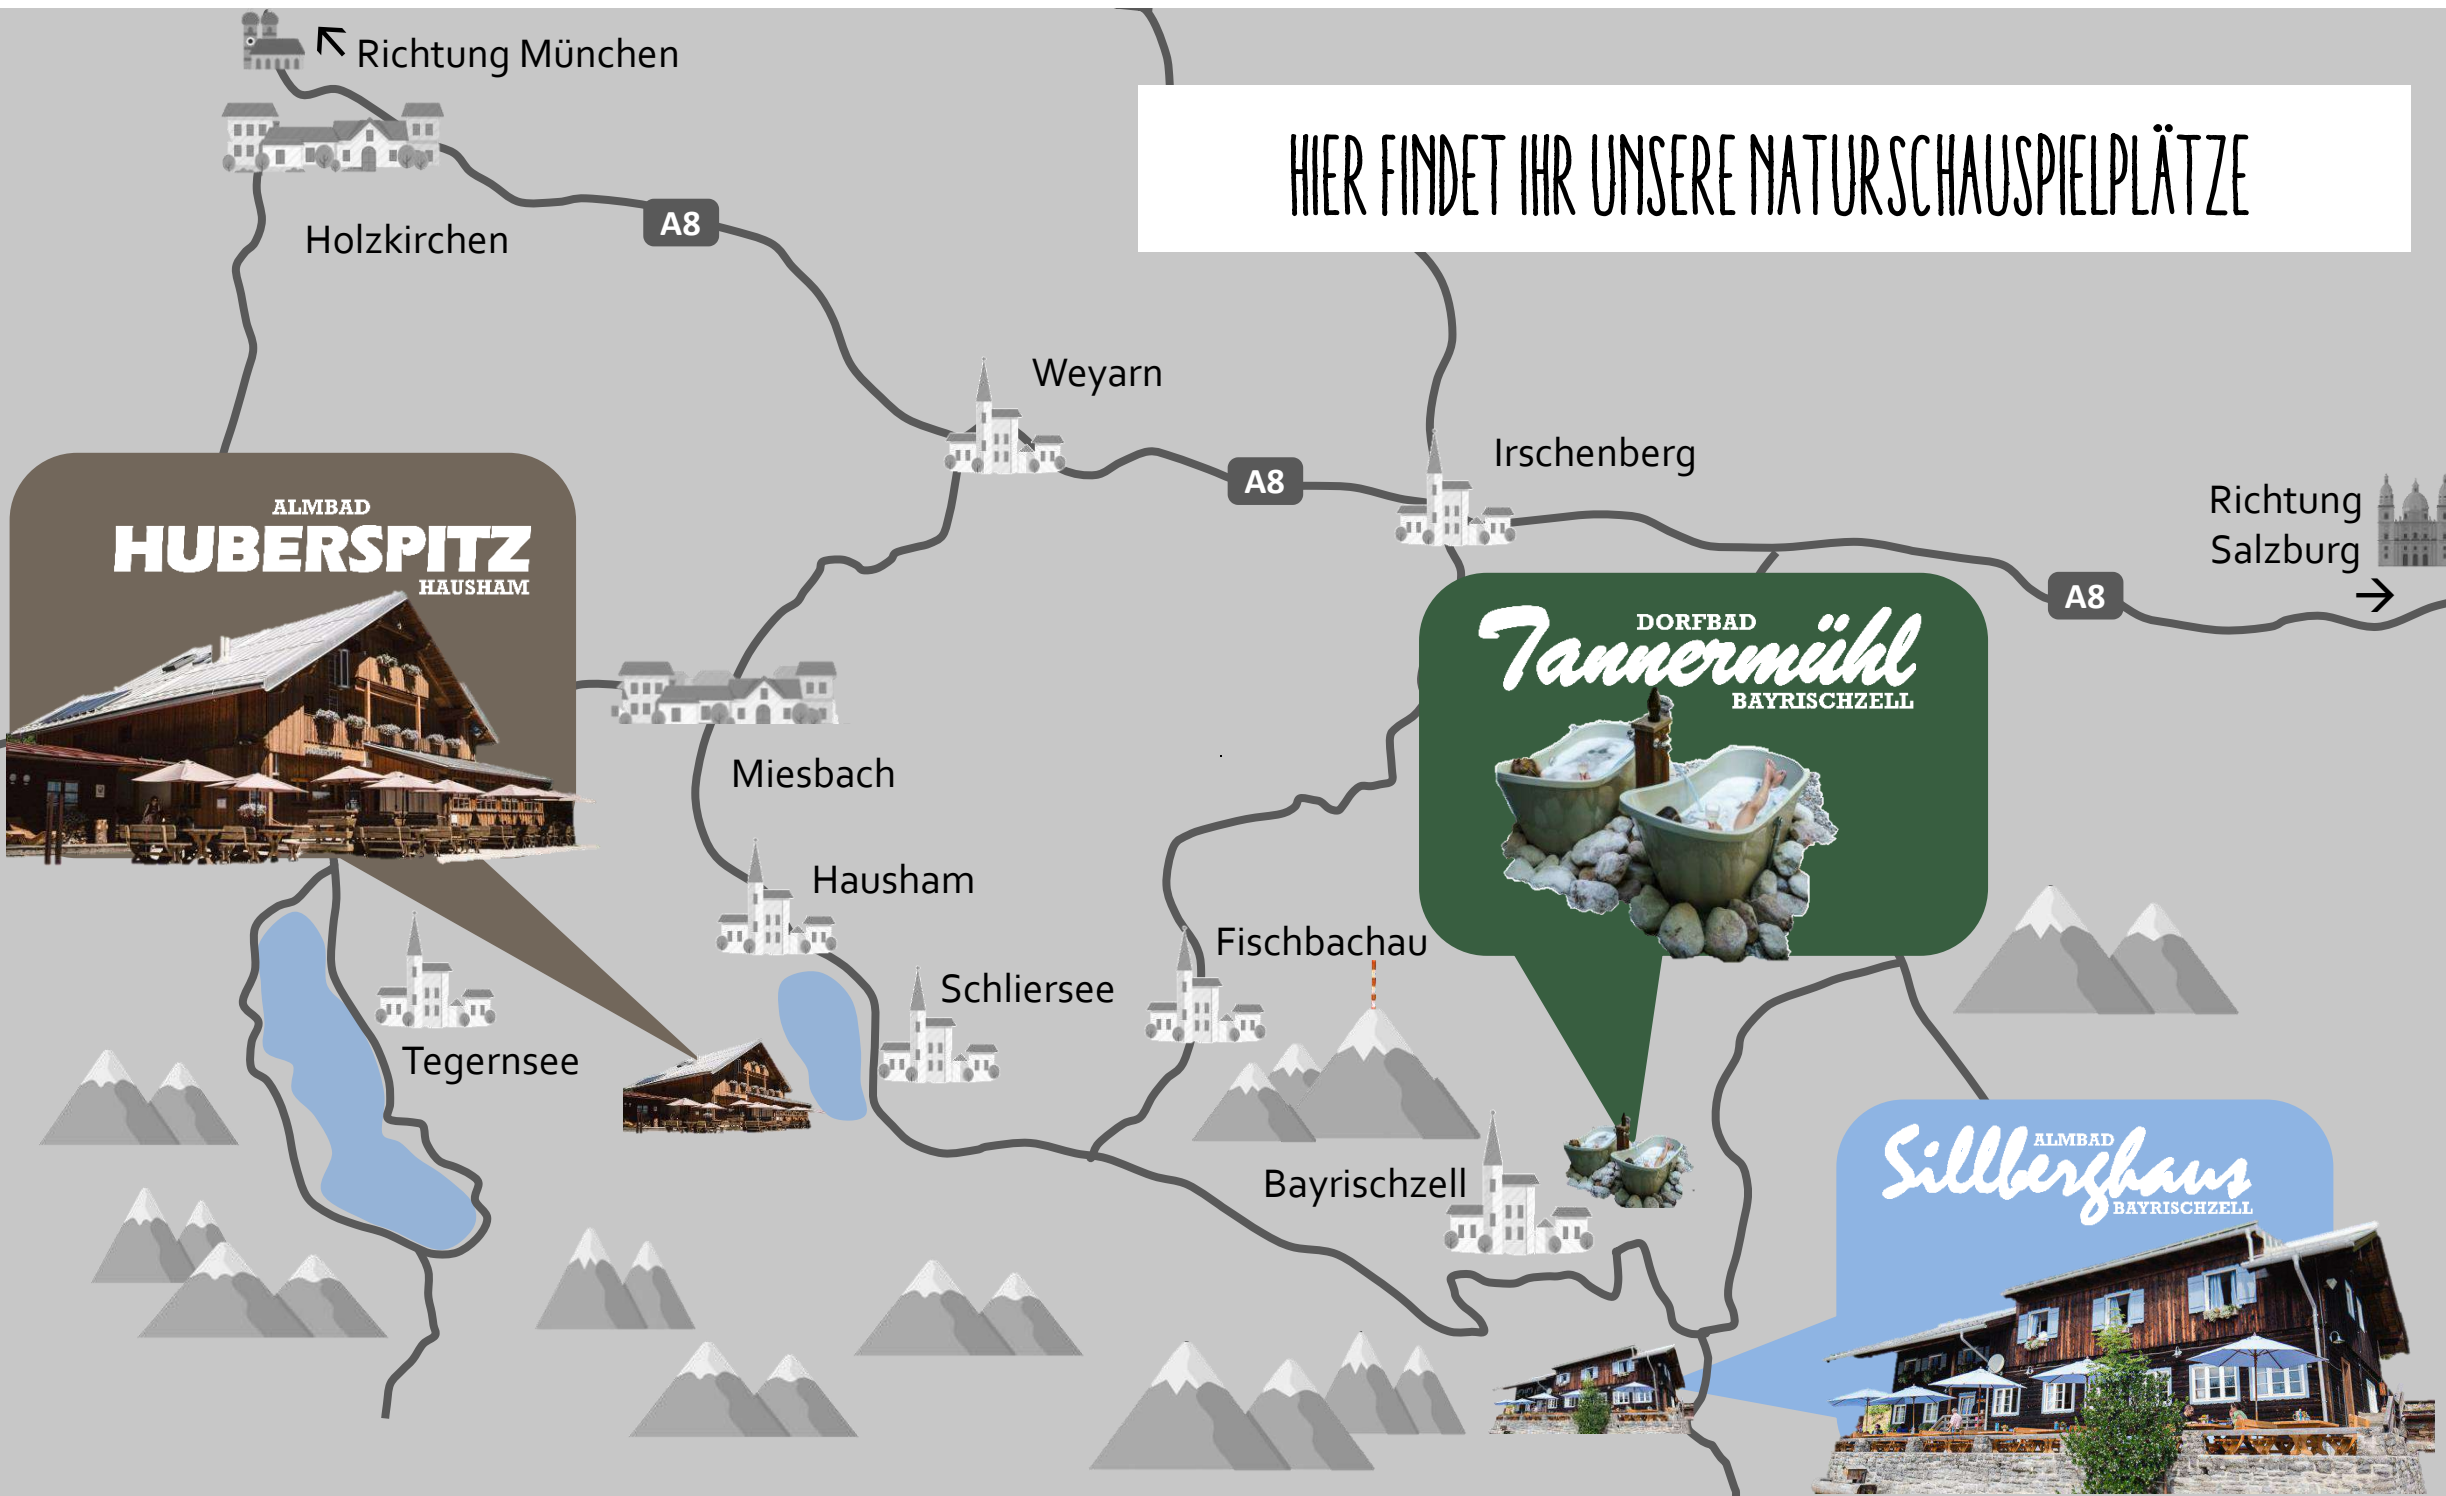 Richtung München
HIER FINDET IHR UNSERE NATURSCHAUSPIELPLÄTZE
Holzkirchen
A8
Weyarn
Irschenberg
A8
Richtung
Salzburg
A8
ALMBAD
HUBERSPITZ
HAUSHAM
DORFBAD
Tannermühl
BAYRISCHZELL
Miesbach
Hausham
Fischbachau
Schliersee
Tegernsee
Bayrischzell
ALMBAD
Sillberghaus
BAYRISCHZELL